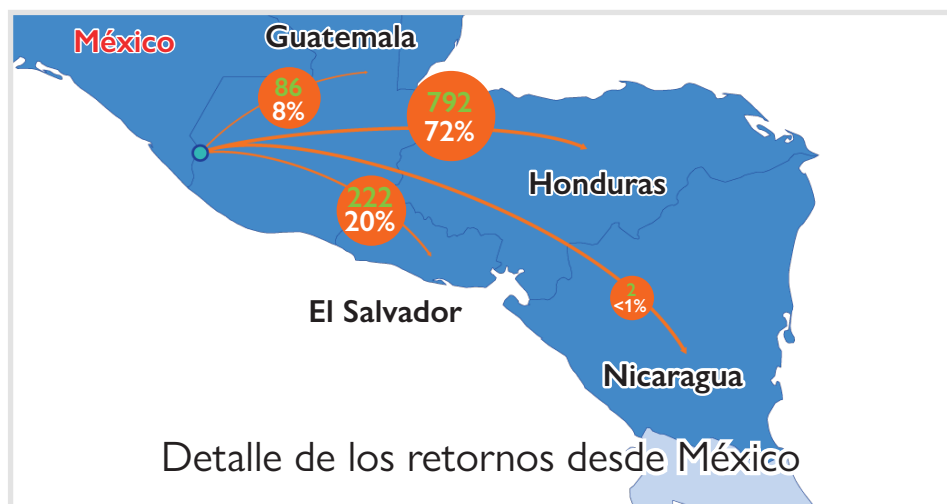 Guatemala
México
86
8%
792
72%
Honduras
222
20%
2
<1%
El Salvador
Nicaragua
Detalle de los retornos desde México